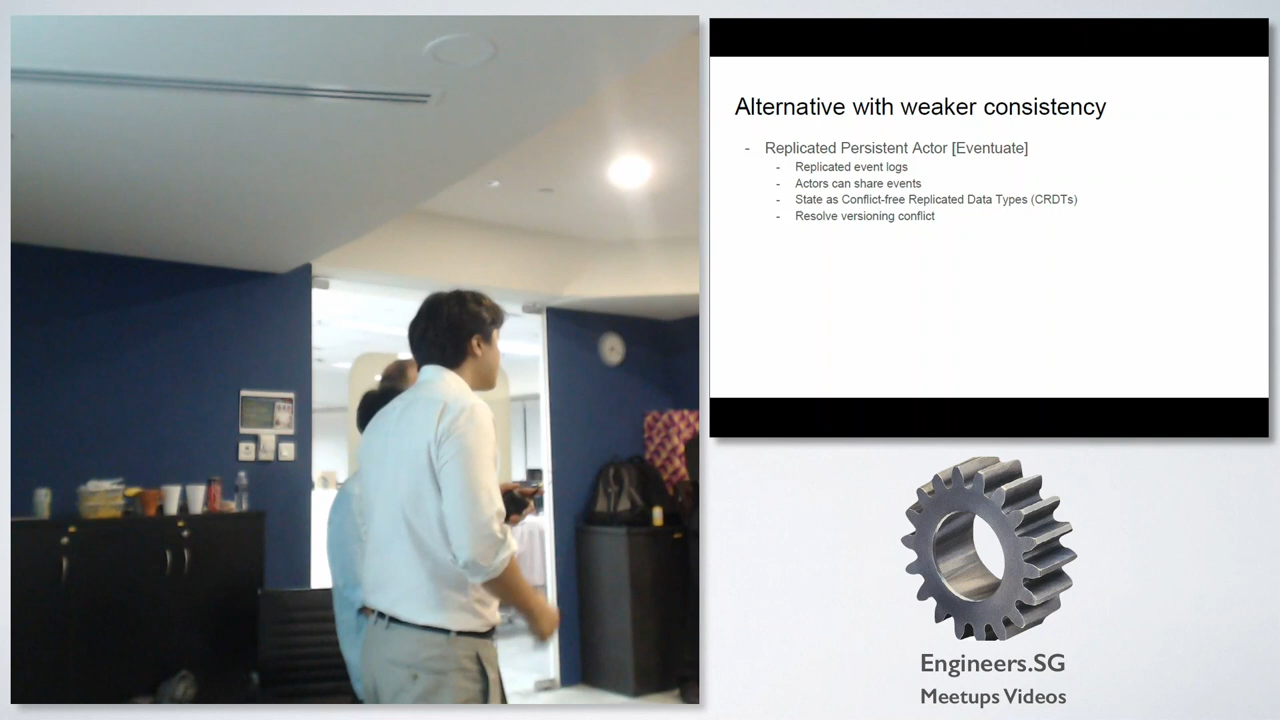 Alternative with weaker consistency
- Replicated Persistent Actor [Eventuate]
- Replicated event logs
- Actors can share events
- State as Conflict-free Replicated Data Types (CRDTs)
- Resolve versioning conflict
Engineers.SG
Meetups Videos